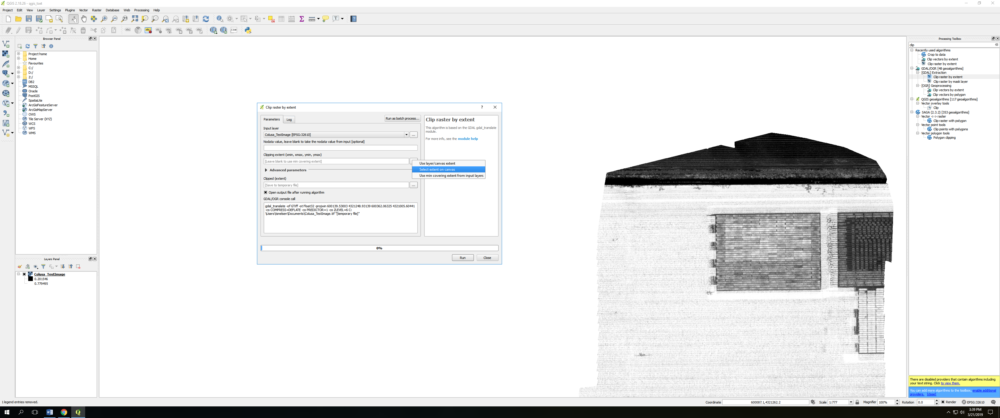 QGIS 2.18.26 - qgis_tset
Project Edit View Layer Settings Plugins Vector Raster Database Web Processing Help
Browser Panel
Project home
Home
Favourites
C:/
D:/
Z:/
DB2
MSSQL
Oracle
PostGIS
SpatiaLite
ArcGisFeatureServer
ArcGisMapServer
OWS
Tile Server (XYZ)
WCS
WFS
WMS
Layers Panel
Colusa_TestImage
0.201546
0.779495
Clip raster by extent
Parameters Log Run as batch process...
Input layer
Colusa_TestImage [EPSG:32610]
...
Nodata value, leave blank to take the nodata value from input [optional]
Clipping extent (xmin, xmax, ymin, ymax)
[Leave blank to use min covering extent]
Advanced parameters
Clipped (extent)
[Save to temporary file]
...
Open output file after running algorithm
GDAL/OGR console call
gdal_translate -of GTiff -ot Float32 -projwin 600139.53003 4321248.93139 600362.06325 4321005.60441
-co COMPRESS=DEFLATE -co PREDICTOR=1 -co ZLEVEL=6 C:
\Users\tsnelsen\Documents\Colusa_TestImage.tif "[temporary file]"
0%
Run Close
Clip raster by extent
This algorithm is based on the GDAL gdal_translate
module.
For more info, see the module help
Use layer/canvas extent
Select extent on canvas
Use min covering extent from input layers
Processing Toolbox
clip
Recently used algorithms
Crop to data
Clip vectors by extent
Clip raster by extent
GDAL/OGR [48 geoalgorithms]
[GDAL] Extraction
Clip raster by extent
Clip raster by mask layer
[OGR] Geoprocessing
Clip vectors by extent
Clip vectors by polygon
QGIS geoalgorithms [117 geoalgorithms]
Vector overlay tools
Clip
SAGA (2.3.2) [353 geoalgorithms]
Vector <-> raster
Clip raster with polygon
Vector point tools
Clip points with polygons
Vector polygon tools
Polygon clipping
There are disabled providers that contain algorithms including
your text string. Click to view them.
You can add more algorithms to the toolbox, enable additional
providers. [close]
1 legend entries removed.
Coordinate 600087.1,4321262.2 Scale 1:777 Magnifier 100% Rotation 0.0 Render EPSG:32610
3:39 PM
3/21/2019